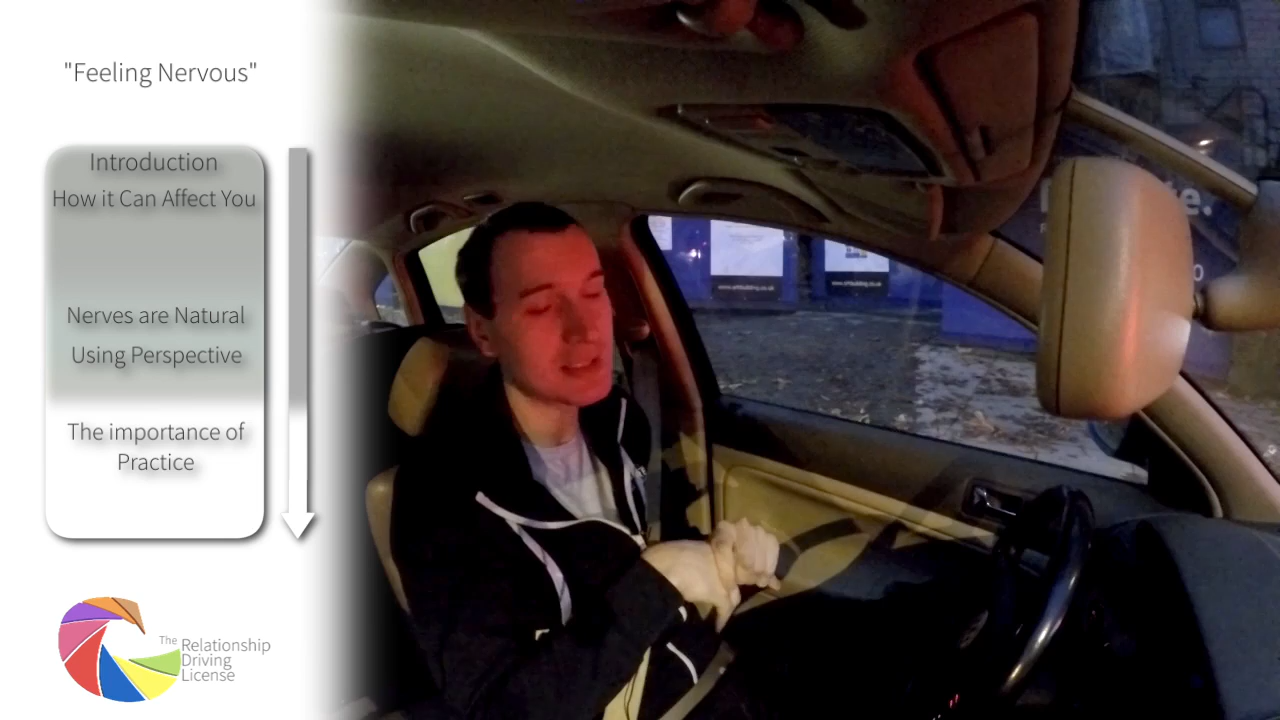 "Feeling Nervous"
Introduction
How it Can Affect You
Nerves are Natural
Using Perspective
The importance of
Practice
The Relationship
Driving
License